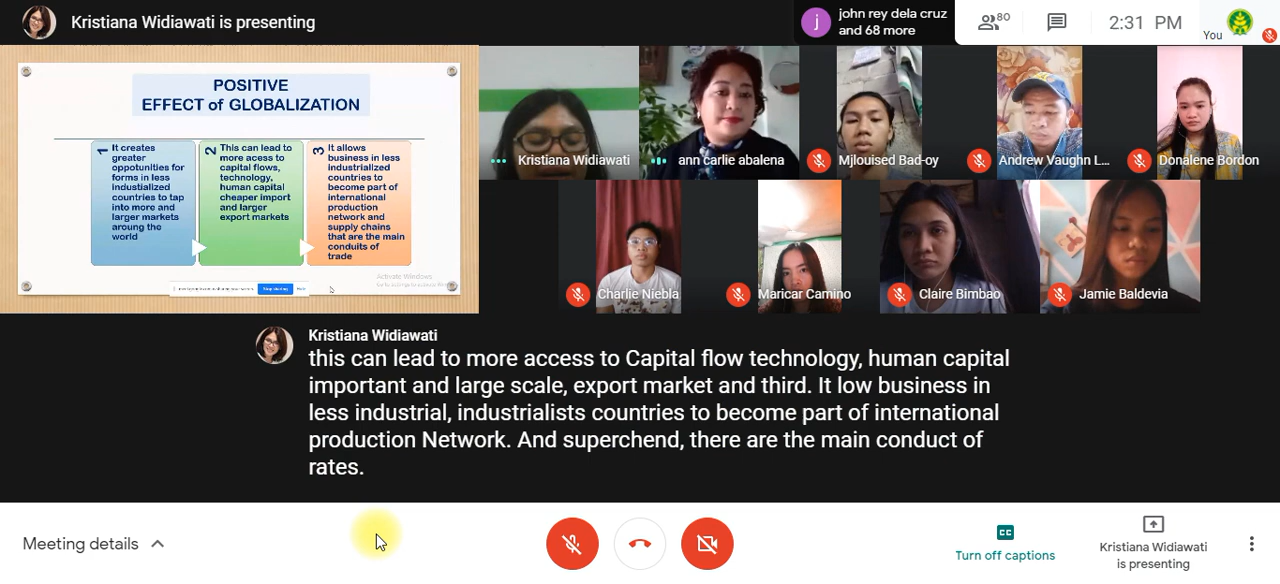 Kristiana Widiawati is presenting
john rey dela cruz
and 68 more
j
80
2:31 PM
You
POSITIVE
EFFECT of GLOBALIZATION
1
It creates
greater
oppotunities for
forms in less
industialized
countries to tap
into more and
larger markets
aroung the
world
2
This can lead to
more acess to
capital flows,
technology,
human capital
cheaper import
and larger
export markets
3
It allows
business in less
industrialized
countries to
become part of
international
production
network and
supply chains
that are the main
conduits of
trade
Activate Windows
Stop sharing
Hide
Kristiana Widiawati
ann carlie abalena
Mjlouised Bad-oy
Andrew Vaughn L...
Donalene Bordon
Charlie Niebla
Maricar Camino
Claire Bimbao
Jamie Baldevia
Kristiana Widiawati
this can lead to more access to Capital flow technology, human capital
important and large scale, export market and third. It low business in
less industrial, industrialists countries to become part of international
production Network. And superchend, there are the main conduct of
rates.
Meeting details
CC
Turn off captions
Kristiana Widiawati
is presenting